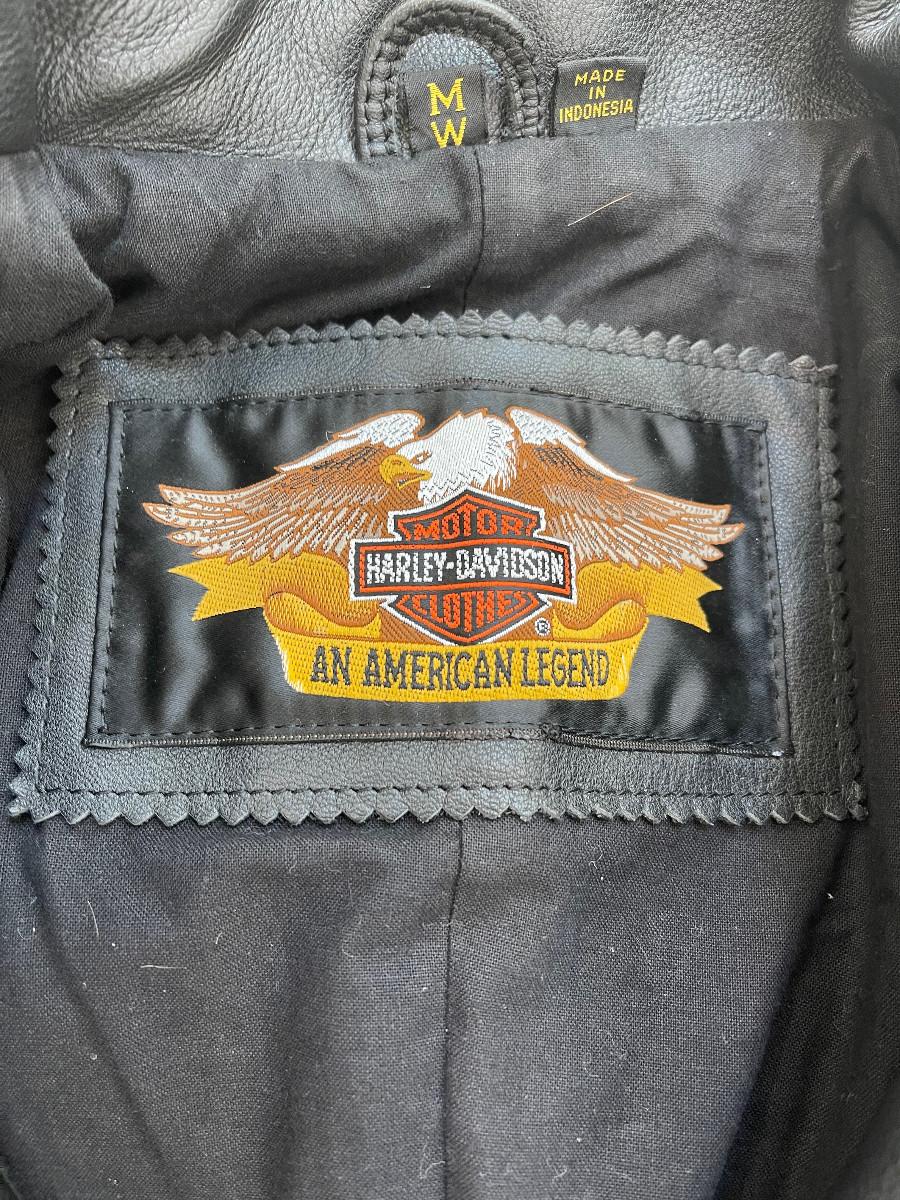 M
W
MADE
IN
INDONESIA
MOTOR
HARLEY-DAVIDSON
CLOTHES
®
AN AMERICAN LEGEND